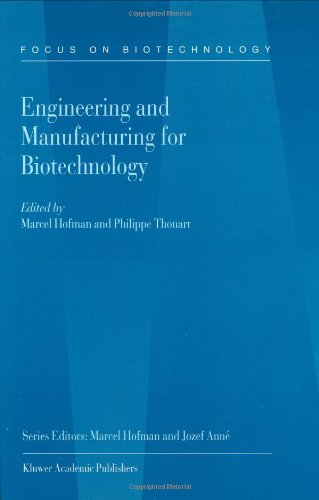 FOCUS ON BIOTECHNOLOGY
Engineering and
Manufacturing for
Biotechnology
Edited by
Marcel Hofman and Philippe Thonart
Series Editors: Marcel Hofman and Jozef Anné
Kluwer Academic Publishers